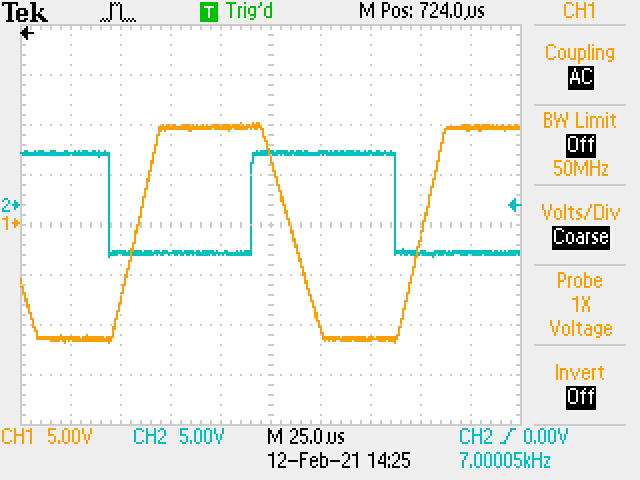 Tek T Trig'd M Pos: 724.0µs CH1
Coupling
AC
BW Limit
Off
50MHz
2
1
Volts/Div
Coarse
Probe
1X
Voltage
Invert
Off
CH1 5.00V CH2 5.00V M 25.0µs CH2 0.00V
12-Feb-21 14:25 7.00005kHz